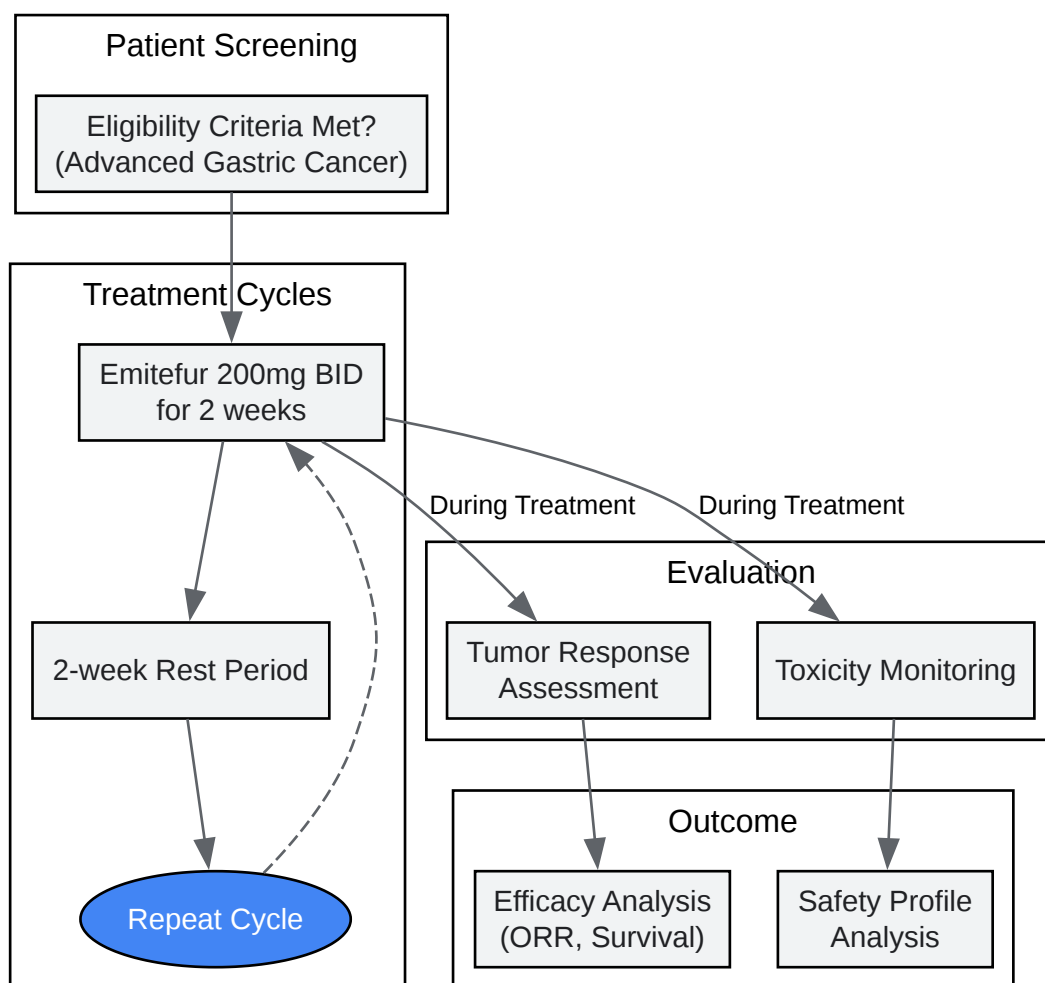 Patient Screening
Eligibility Criteria Met?
(Advanced Gastric Cancer)
Treatment Cycles
Emitefur 200mg BID
for 2 weeks
During Treatment
During Treatment
Evaluation
2-week Rest Period
Tumor Response
Assessment
Toxicity Monitoring
Outcome
Repeat Cycle
Efficacy Analysis
(ORR, Survival)
Safety Profile
Analysis